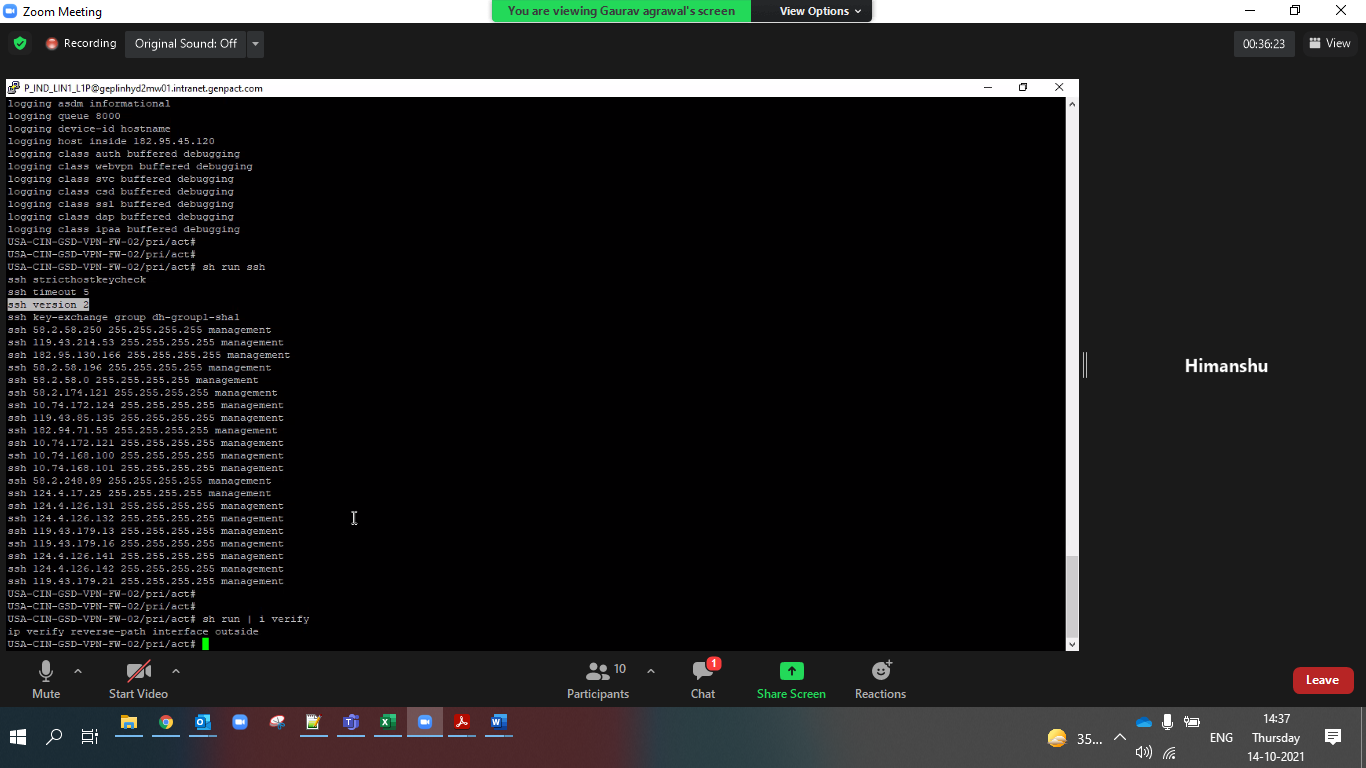 Zoom Meeting
You are viewing Gaurav agrawal's screen
View Options
Recording
Original Sound: Off
00:36:23
View
P_IND_LIN1_L1P@geplinhyd2mw01.intranet.genpact.com
logging asdm informational
logging queue 8000
logging device-id hostname
logging host inside 182.95.45.120
logging class auth buffered debugging
logging class webvpn buffered debugging
logging class svc buffered debugging
logging class csd buffered debugging
logging class ssl buffered debugging
logging class dap buffered debugging
logging class ipaa buffered debugging
USA-CIN-GSD-VPN-FW-02/pri/act#
USA-CIN-GSD-VPN-FW-02/pri/act#
USA-CIN-GSD-VPN-FW-02/pri/act# sh run ssh
ssh stricthostkeycheck
ssh timeout 5
ssh version 2
ssh key-exchange group dh-group1-sha1
ssh 58.2.58.250 255.255.255.255 management
ssh 119.43.214.53 255.255.255.255 management
ssh 182.95.130.166 255.255.255.255 management
ssh 58.2.58.196 255.255.255.255 management
ssh 58.2.58.0 255.255.255.255 management
ssh 58.2.174.121 255.255.255.255 management
ssh 10.74.172.124 255.255.255.255 management
ssh 119.43.85.135 255.255.255.255 management
ssh 182.94.71.55 255.255.255.255 management
ssh 10.74.172.121 255.255.255.255 management
ssh 10.74.168.100 255.255.255.255 management
ssh 10.74.168.101 255.255.255.255 management
ssh 58.2.248.89 255.255.255.255 management
ssh 124.4.17.25 255.255.255.255 management
ssh 124.4.126.131 255.255.255.255 management
ssh 124.4.126.132 255.255.255.255 management
ssh 119.43.179.13 255.255.255.255 management
ssh 119.43.179.16 255.255.255.255 management
ssh 124.4.126.141 255.255.255.255 management
ssh 124.4.126.142 255.255.255.255 management
ssh 119.43.179.21 255.255.255.255 management
USA-CIN-GSD-VPN-FW-02/pri/act#
USA-CIN-GSD-VPN-FW-02/pri/act#
USA-CIN-GSD-VPN-FW-02/pri/act# sh run | i verify
ip verify reverse-path interface outside
USA-CIN-GSD-VPN-FW-02/pri/act#
Himanshu
Mute
Start Video
10
Participants
1
Chat
Share Screen
Reactions
Leave
35...
ENG
14:37
Thursday
14-10-2021